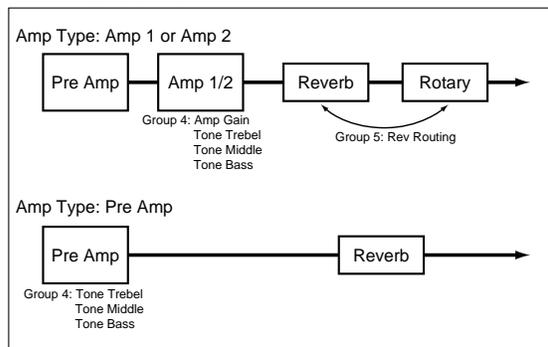 Amp Type: Amp 1 or Amp 2
Pre Amp
Amp 1/2
Reverb
Rotary
Group 4: Amp Gain
Tone Trebel
Tone Middle
Tone Bass
Group 5: Rev Routing
Amp Type: Pre Amp
Pre Amp
Reverb
Group 4: Tone Trebel
Tone Middle
Tone Bass